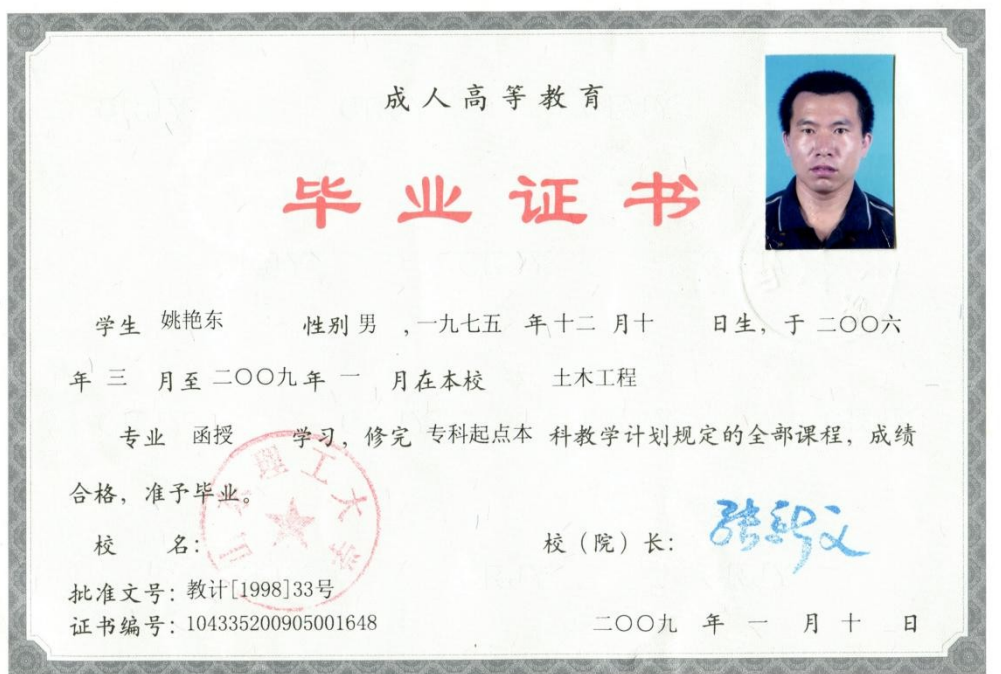 成人高等教育
毕业证书
学生 姚艳东 性别 男 ,一九七五 年 十二 月 十 日生，于 二〇〇六
年 三 月至 二〇〇九 年 一 月在本校 土木工程
专业 函授 学习，修完 专科起点本 科教学计划规定的全部课程，成绩
合格，准予毕业。
理工大学
校 名：
校（院）长：
批准文号：教计[1998]33号
证书编号：104335200905001648
二〇〇九 年 一 月 十 日